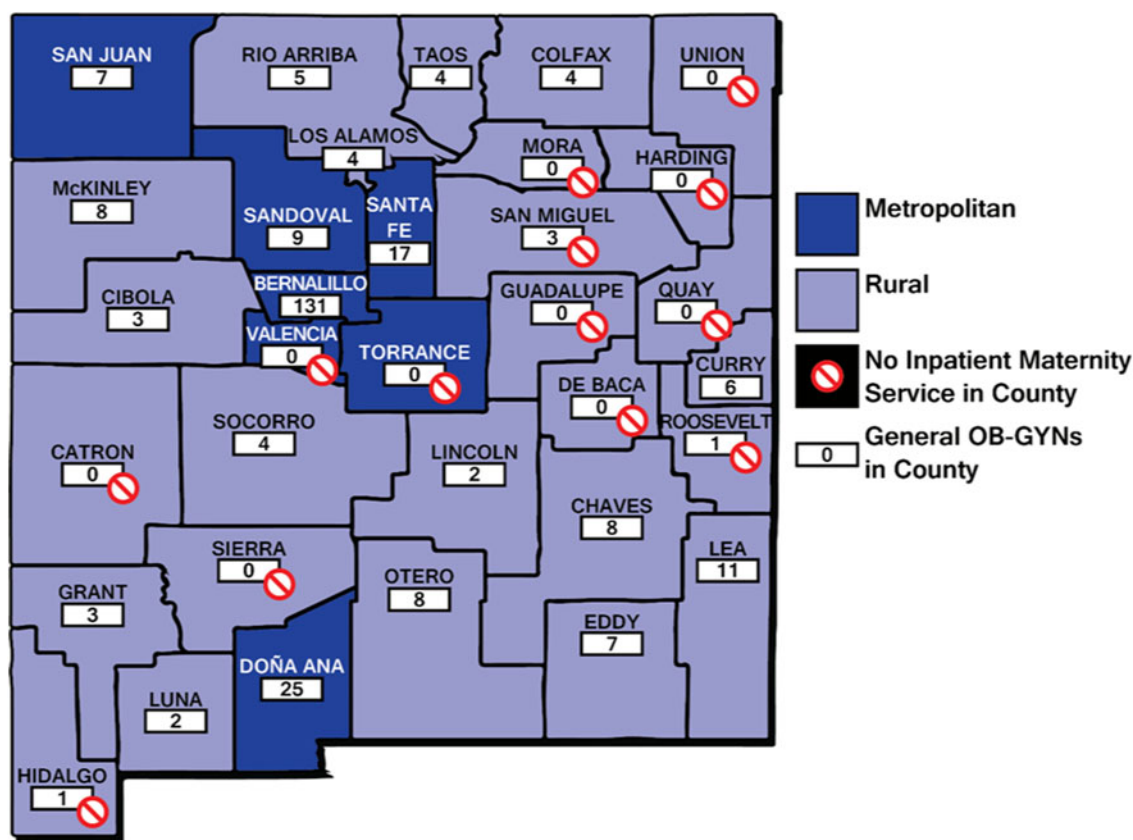 SAN JUAN
7
RIO ARRIBA
5
TAOS
4
COLFAX
4
UNION
0
LOS ALAMOS
4
MORA
0
HARDING
0
McKINLEY
8
SANDOVAL
9
SANTA
FE
17
SAN MIGUEL
3
BERNALILLO
131
CIBOLA
3
GUADALUPE
0
QUAY
0
VALENCIA
0
TORRANCE
0
CURRY
6
DE BACA
0
ROOSEVELT
1
SOCORRO
4
CATRON
0
LINCOLN
2
CHAVES
8
SIERRA
0
LEA
11
OTERO
8
GRANT
3
EDDY
7
DOÑA ANA
25
LUNA
2
HIDALGO
1
Metropolitan
Rural
No Inpatient Maternity
Service in County
0
General OB-GYNs
in County